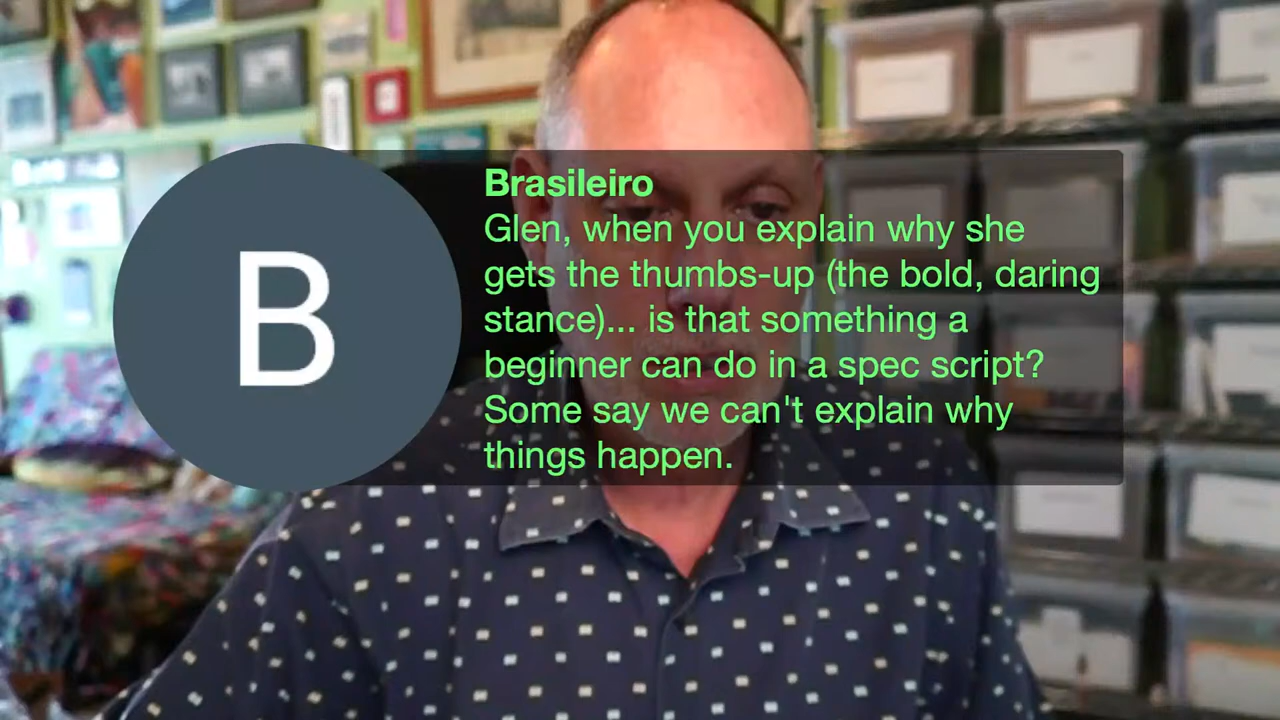 B
Brasileiro
Glen, when you explain why she
gets the thumbs-up (the bold, daring
stance)... is that something a
beginner can do in a spec script?
Some say we can't explain why
things happen.